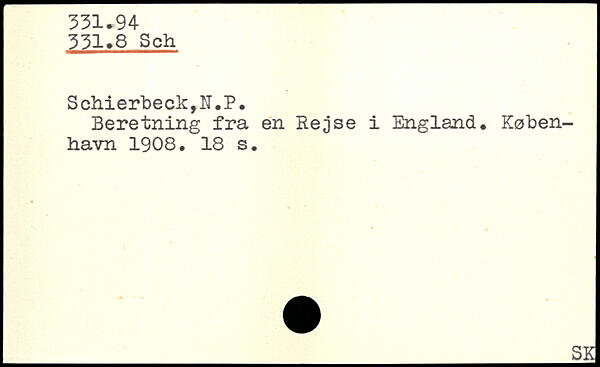 331.94
331.8 Sch
Schierbeck,N.P.
Beretning fra en Rejse i England. Køben-
havn 1908. 18 s.
SK